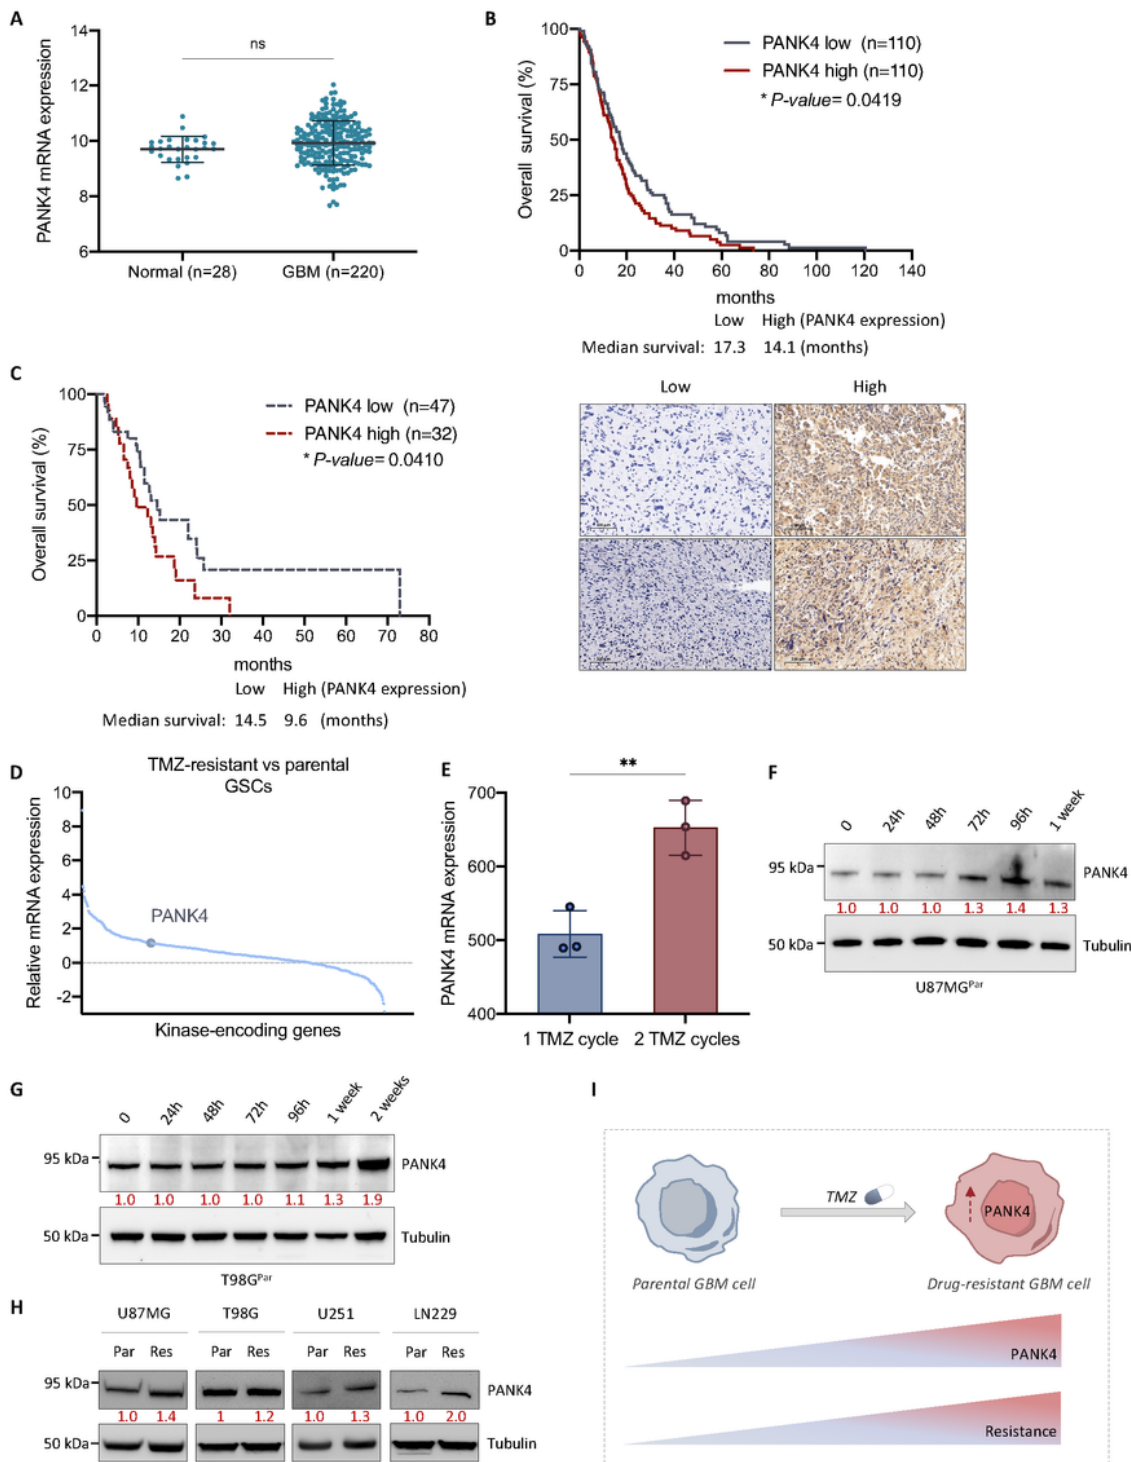 A
PANK4 mRNA expression
14
12
10
8
6
ns
Normal (n=28)
GBM (n=220)
B
Overall survival (%)
100
75
50
25
0
PANK4 low (n=110)
PANK4 high (n=110)
* P-value= 0.0419
0 20 40 60 80 100 120 140
months
Low High (PANK4 expression)
Median survival: 17.3 14.1 (months)
C
Overall survival (%)
100
75
50
25
0
PANK4 low (n=47)
PANK4 high (n=32)
* P-value= 0.0410
0 10 20 30 40 50 60 70 80
months
Low High (PANK4 expression)
Median survival: 14.5 9.6 (months)
Low High
D
TMZ-resistant vs parental
GSCs
Relative mRNA expression
10
8
6
4
2
0
-2
PANK4
Kinase-encoding genes
E
PANK4 mRNA expression
700
600
500
400
**
1 TMZ cycle 2 TMZ cycles
F
0 24h 48h 72h 96h 1 week
95 kDa
PANK4
1.0 1.0 1.0 1.3 1.4 1.3
50 kDa
Tubulin
U87MGPar
G
0 24h 48h 72h 96h 1 week 2 weeks
95 kDa
PANK4
1.0 1.0 1.0 1.0 1.1 1.3 1.9
50 kDa
Tubulin
T98GPar
H
U87MG T98G U251 LN229
Par Res Par Res Par Res Par Res
95 kDa
PANK4
1.0 1.4 1 1.2 1.0 1.3 1.0 2.0
50 kDa
Tubulin
I
TMZ
PANK4
Parental GBM cell
Drug-resistant GBM cell
PANK4
Resistance